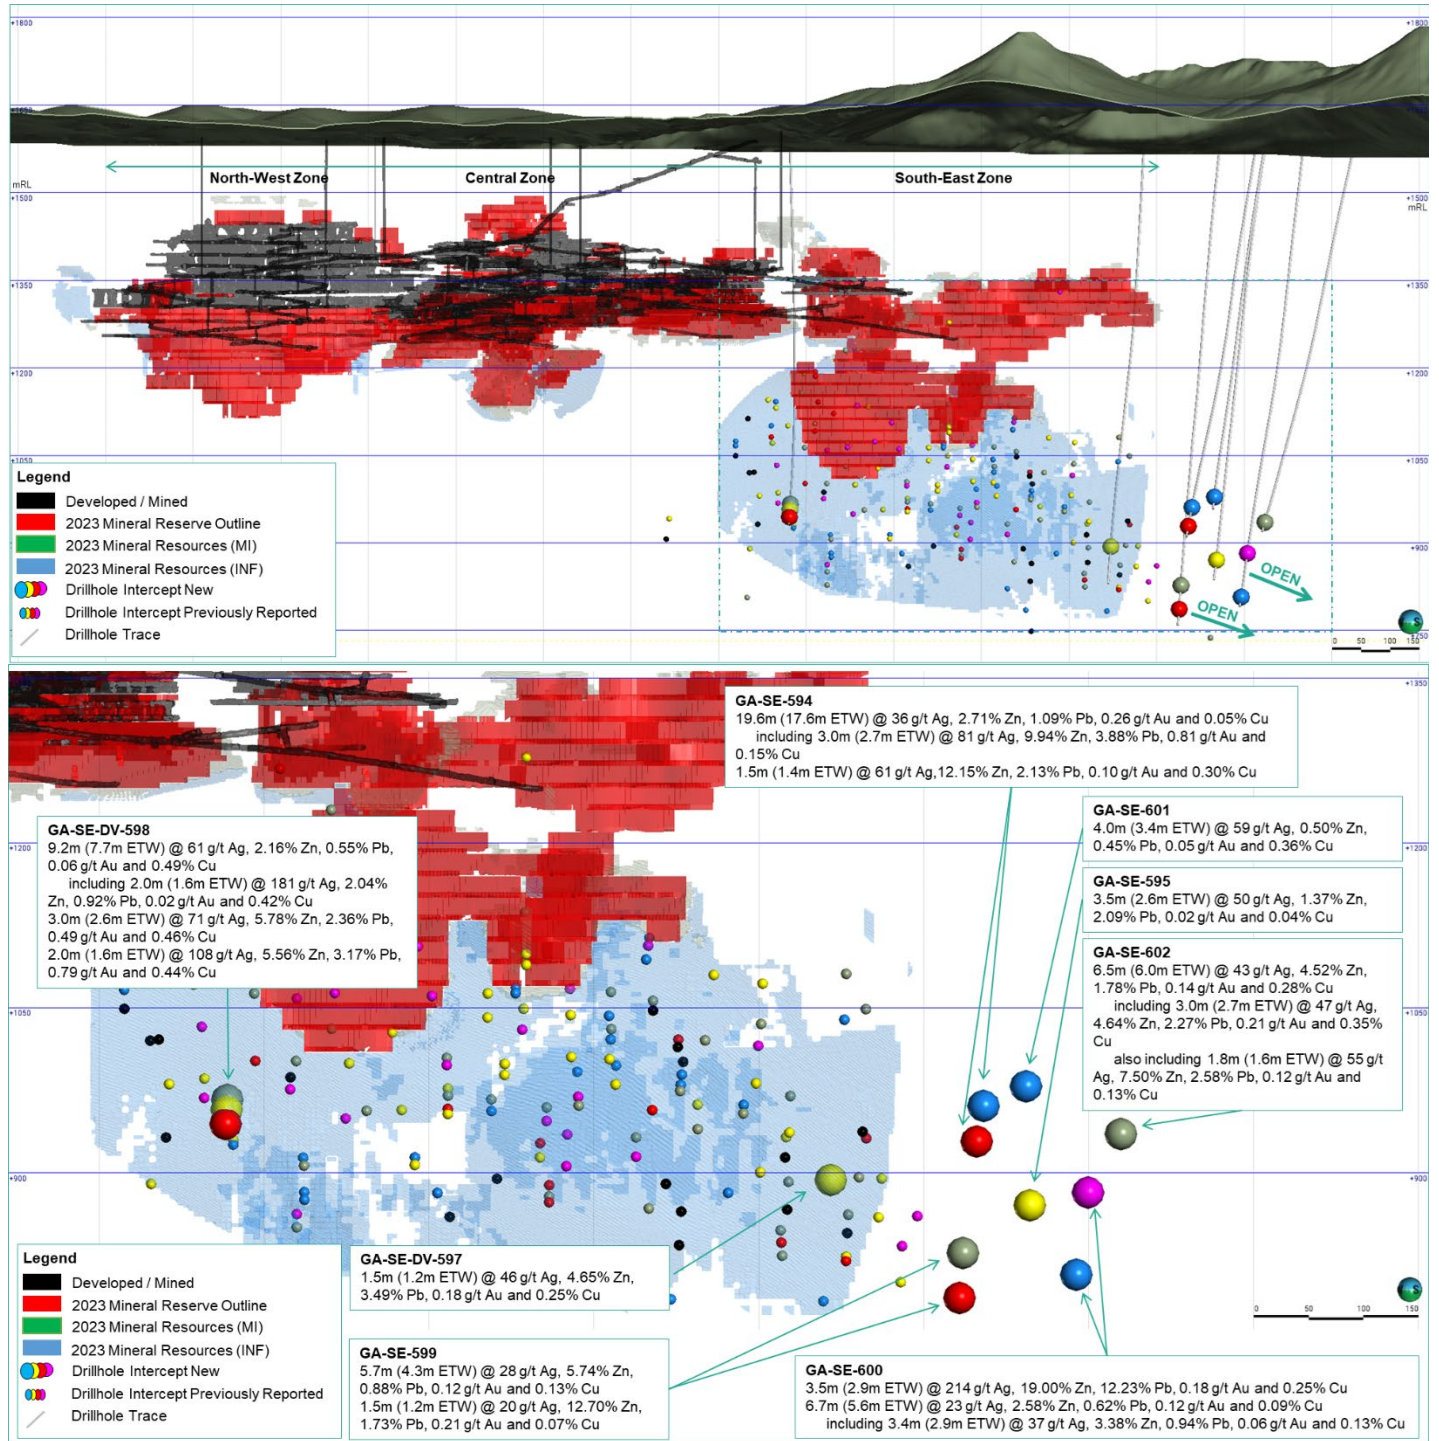 +1800
+1800
+1650
+1650
North-West Zone
Central Zone
South-East Zone
mRL
+1500
+1500
mRL
+1350
+1350
+1200
+1200
+1050
+1050
Legend
Developed / Mined
2023 Mineral Reserve Outline
2023 Mineral Resources (MI)
2023 Mineral Resources (INF)
Drillhole Intercept New
Drillhole Intercept Previously Reported
Drillhole Trace
+900
OPEN
OPEN
S
+750
0 50 100 150
+1350
GA-SE-594
19.6m (17.6m ETW) @ 36 g/t Ag, 2.71% Zn, 1.09% Pb, 0.26 g/t Au and 0.05% Cu
including 3.0m (2.7m ETW) @ 81 g/t Ag, 9.94% Zn, 3.88% Pb, 0.81 g/t Au and
0.15% Cu
1.5m (1.4m ETW) @ 61 g/t Ag,12.15% Zn, 2.13% Pb, 0.10 g/t Au and 0.30% Cu
GA-SE-601
4.0m (3.4m ETW) @ 59 g/t Ag, 0.50% Zn,
0.45% Pb, 0.05 g/t Au and 0.36% Cu
GA-SE-DV-598
9.2m (7.7m ETW) @ 61 g/t Ag, 2.16% Zn, 0.55% Pb,
0.06 g/t Au and 0.49% Cu
including 2.0m (1.6m ETW) @ 181 g/t Ag, 2.04%
Zn, 0.92% Pb, 0.02 g/t Au and 0.42% Cu
3.0m (2.6m ETW) @ 71 g/t Ag, 5.78% Zn, 2.36% Pb,
0.49 g/t Au and 0.46% Cu
2.0m (1.6m ETW) @ 108 g/t Ag, 5.56% Zn, 3.17% Pb,
0.79 g/t Au and 0.44% Cu
+1200
GA-SE-595
3.5m (2.6m ETW) @ 50 g/t Ag, 1.37% Zn,
2.09% Pb, 0.02 g/t Au and 0.04% Cu
GA-SE-602
6.5m (6.0m ETW) @ 43 g/t Ag, 4.52% Zn,
1.78% Pb, 0.14 g/t Au and 0.28% Cu
including 3.0m (2.7m ETW) @ 47 g/t Ag,
4.64% Zn, 2.27% Pb, 0.21 g/t Au and 0.35%
Cu
also including 1.8m (1.6m ETW) @ 55 g/t
Ag, 7.50% Zn, 2.58% Pb, 0.12 g/t Au and
0.13% Cu
+1050
+1050
+900
+900
GA-SE-DV-597
1.5m (1.2m ETW) @ 46 g/t Ag, 4.65% Zn,
3.49% Pb, 0.18 g/t Au and 0.25% Cu
Legend
Developed / Mined
2023 Mineral Reserve Outline
2023 Mineral Resources (MI)
2023 Mineral Resources (INF)
Drillhole Intercept New
Drillhole Intercept Previously Reported
Drillhole Trace
S
0 50 100 150
GA-SE-599
5.7m (4.3m ETW) @ 28 g/t Ag, 5.74% Zn,
0.88% Pb, 0.12 g/t Au and 0.13% Cu
1.5m (1.2m ETW) @ 20 g/t Ag, 12.70% Zn,
1.73% Pb, 0.21 g/t Au and 0.07% Cu
GA-SE-600
3.5m (2.9m ETW) @ 214 g/t Ag, 19.00% Zn, 12.23% Pb, 0.18 g/t Au and 0.25% Cu
6.7m (5.6m ETW) @ 23 g/t Ag, 2.58% Zn, 0.62% Pb, 0.12 g/t Au and 0.09% Cu
including 3.4m (2.9m ETW) @ 37 g/t Ag, 3.38% Zn, 0.94% Pb, 0.06 g/t Au and 0.13% Cu